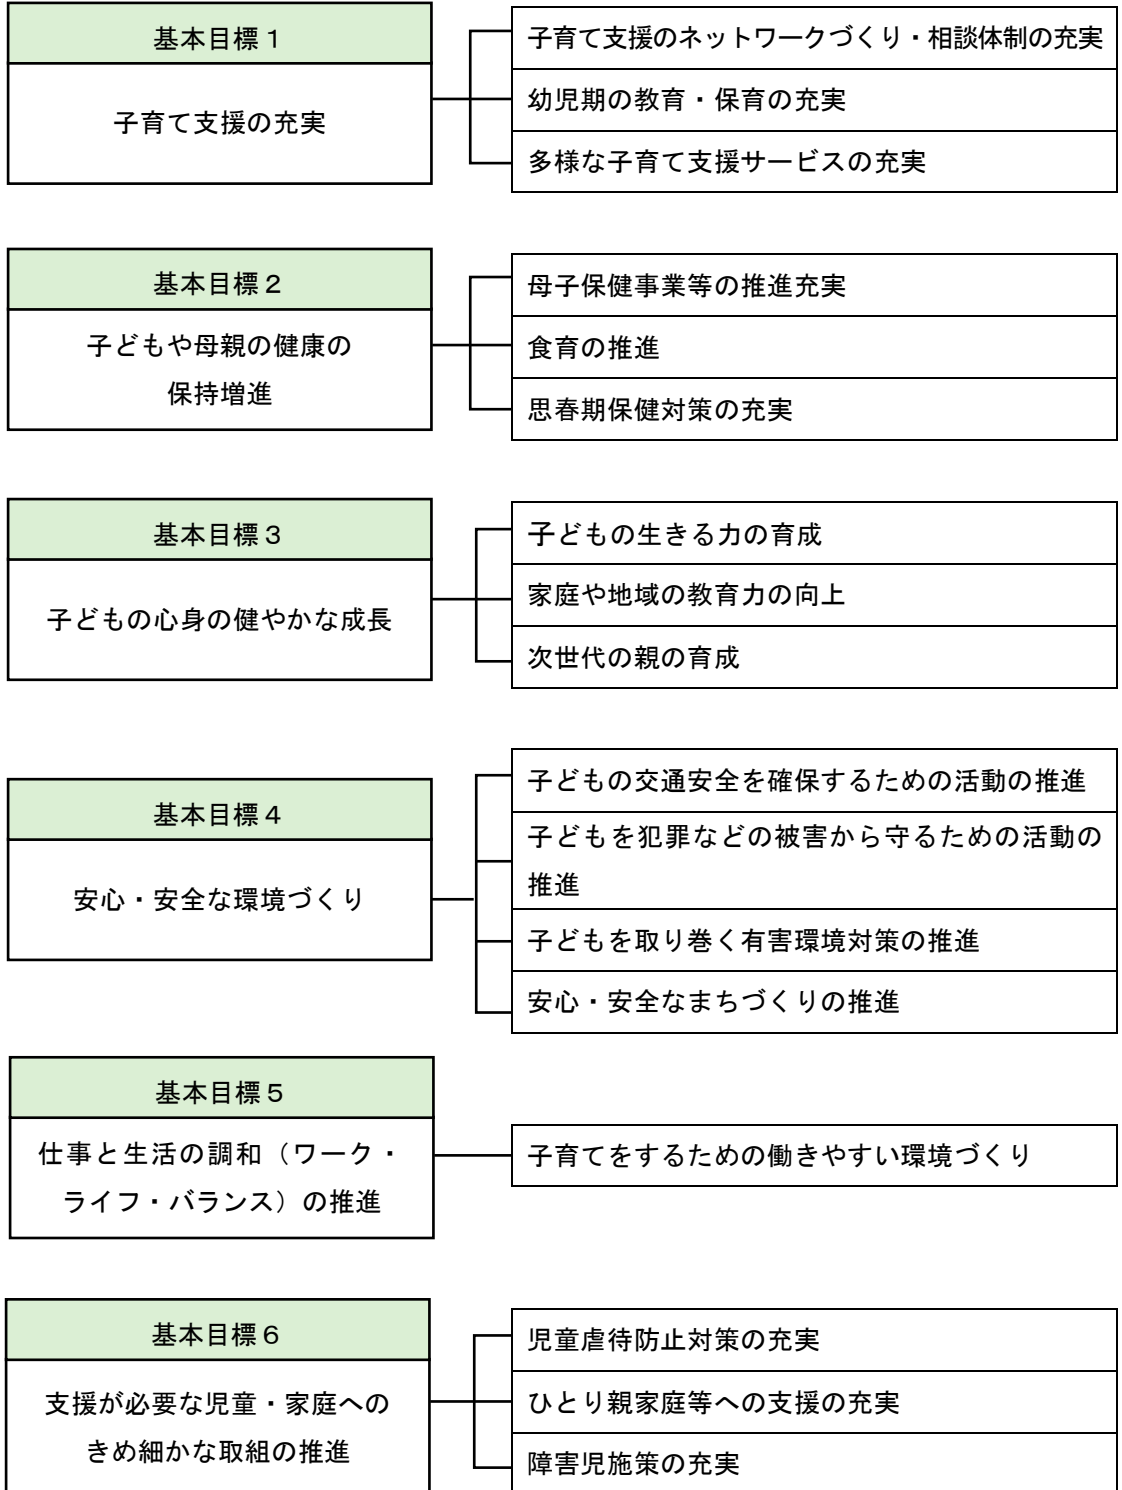 基本目標１
子育て支援の充実
子育て支援のネットワークづくり・相談体制の充実
幼児期の教育・保育の充実
多様な子育て支援サービスの充実
基本目標２
子どもや母親の健康の
保持増進
母子保健事業等の推進充実
食育の推進
思春期保健対策の充実
基本目標３
子どもの心身の健やかな成長
子どもの生きる力の育成
家庭や地域の教育力の向上
次世代の親の育成
基本目標４
安心・安全な環境づくり
子どもの交通安全を確保するための活動の推進
子どもを犯罪などの被害から守るための活動の
推進
子どもを取り巻く有害環境対策の推進
安心・安全なまちづくりの推進
基本目標５
仕事と生活の調和（ワーク・
ライフ・バランス）の推進
子育てをするための働きやすい環境づくり
基本目標６
支援が必要な児童・家庭への
きめ細かな取組の推進
児童虐待防止対策の充実
ひとり親家庭等への支援の充実
障害児施策の充実